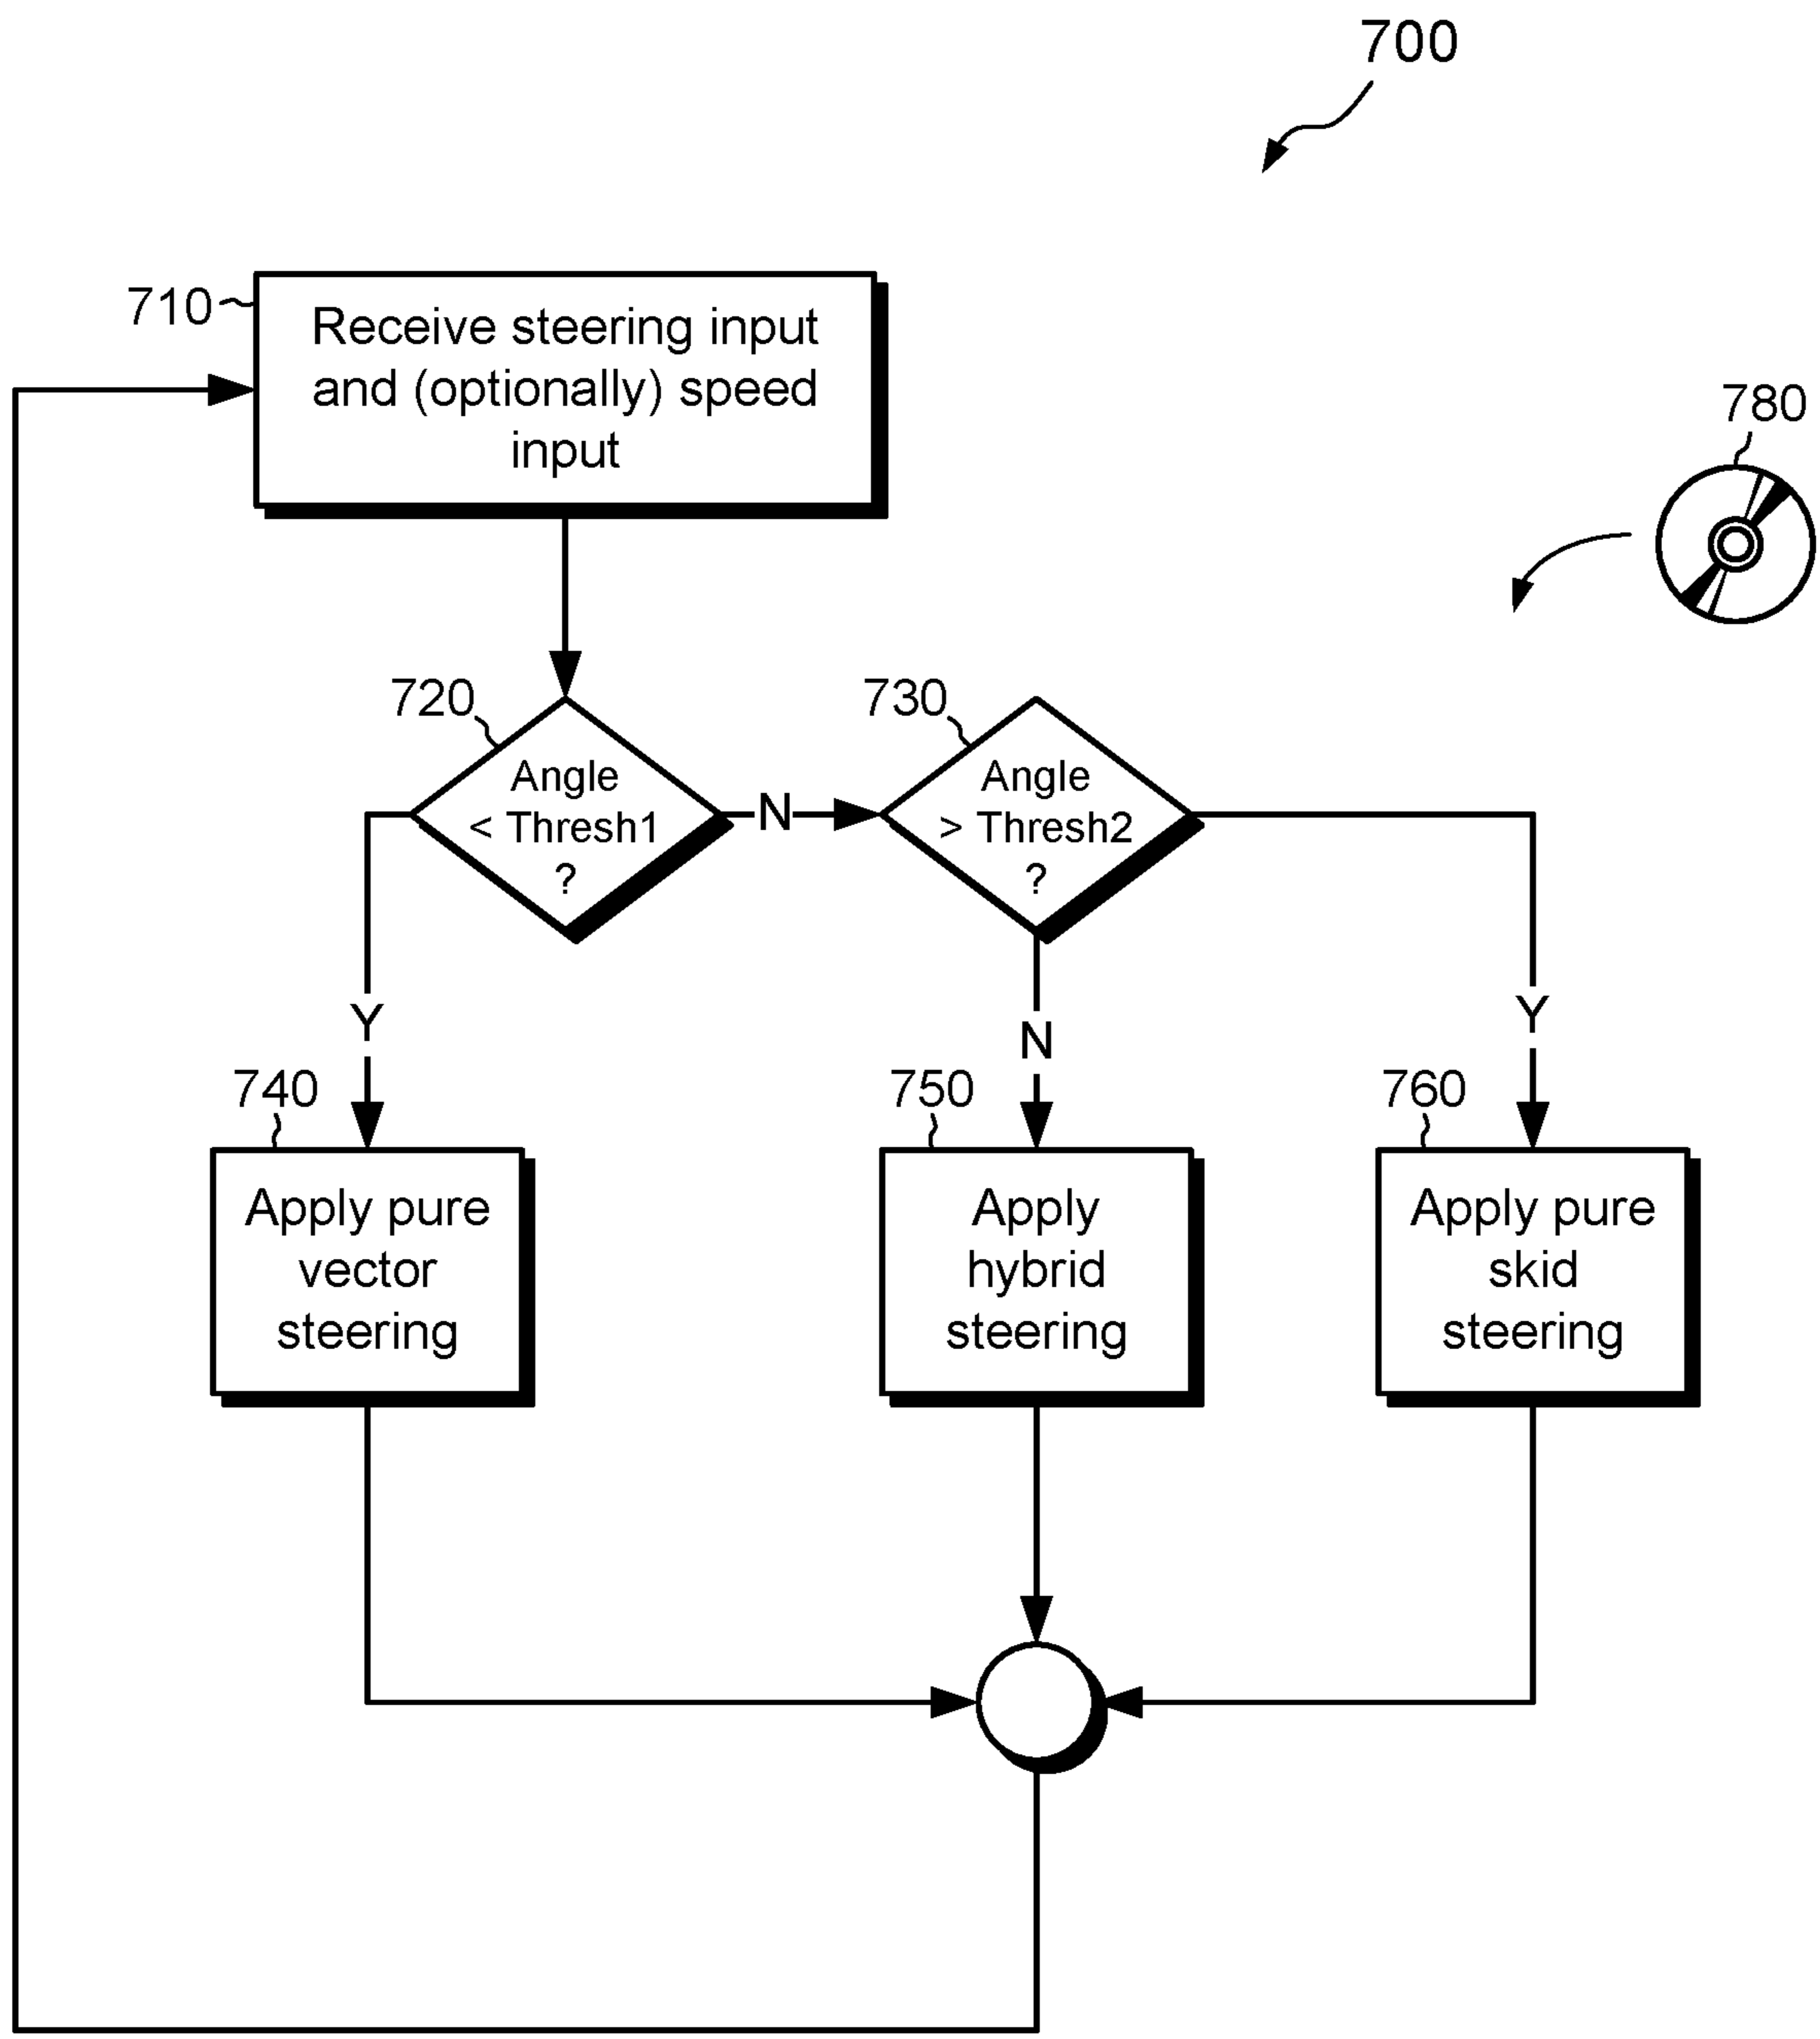 700
710
Receive steering input
and (optionally) speed
input
780
720
Angle
< Thresh1
?
N
730
Angle
> Thresh2
?
Y
N
Y
740
Apply pure
vector
steering
750
Apply
hybrid
steering
760
Apply pure
skid
steering